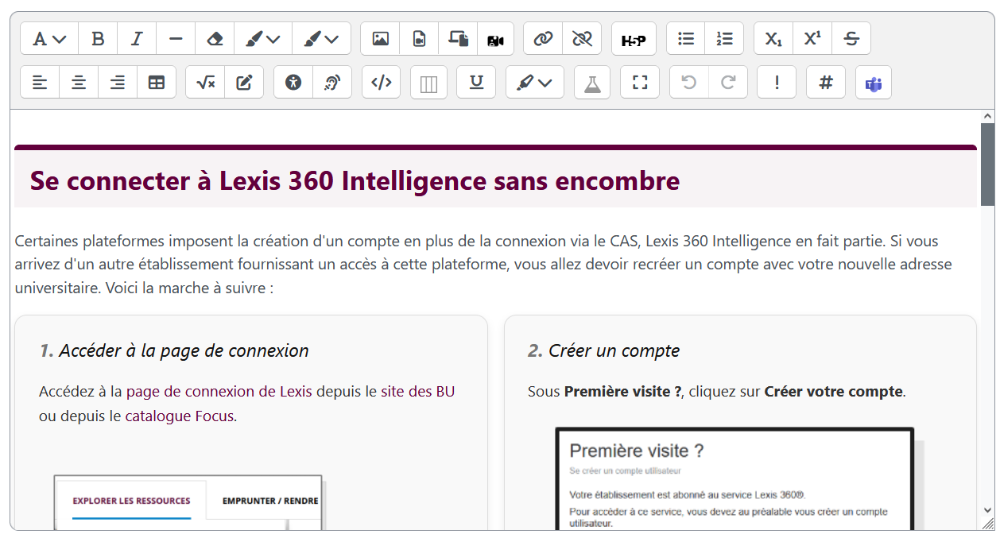 A B I
H5P
X₁ X¹ S
√x </> U ! #
Se connecter à Lexis 360 Intelligence sans encombre
Certaines plateformes imposent la création d'un compte en plus de la connexion via le CAS, Lexis 360 Intelligence en fait partie. Si vous
arrivez d'un autre établissement fournissant un accès à cette plateforme, vous allez devoir recréer un compte avec votre nouvelle adresse
universitaire. Voici la marche à suivre :
1. Accéder à la page de connexion
Accédez à la page de connexion de Lexis depuis le site des BU
ou depuis le catalogue Focus.
EXPLORER LES RESSOURCES
EMPRUNTER / RENDRE
2. Créer un compte
Sous Première visite ?, cliquez sur Créer votre compte.
Première visite ?
Se créer un compte utilisateur
Votre établissement est abonné au service Lexis 360®.
Pour accéder à ce service, vous devez au préalable vous créer un compte
utilisateur.